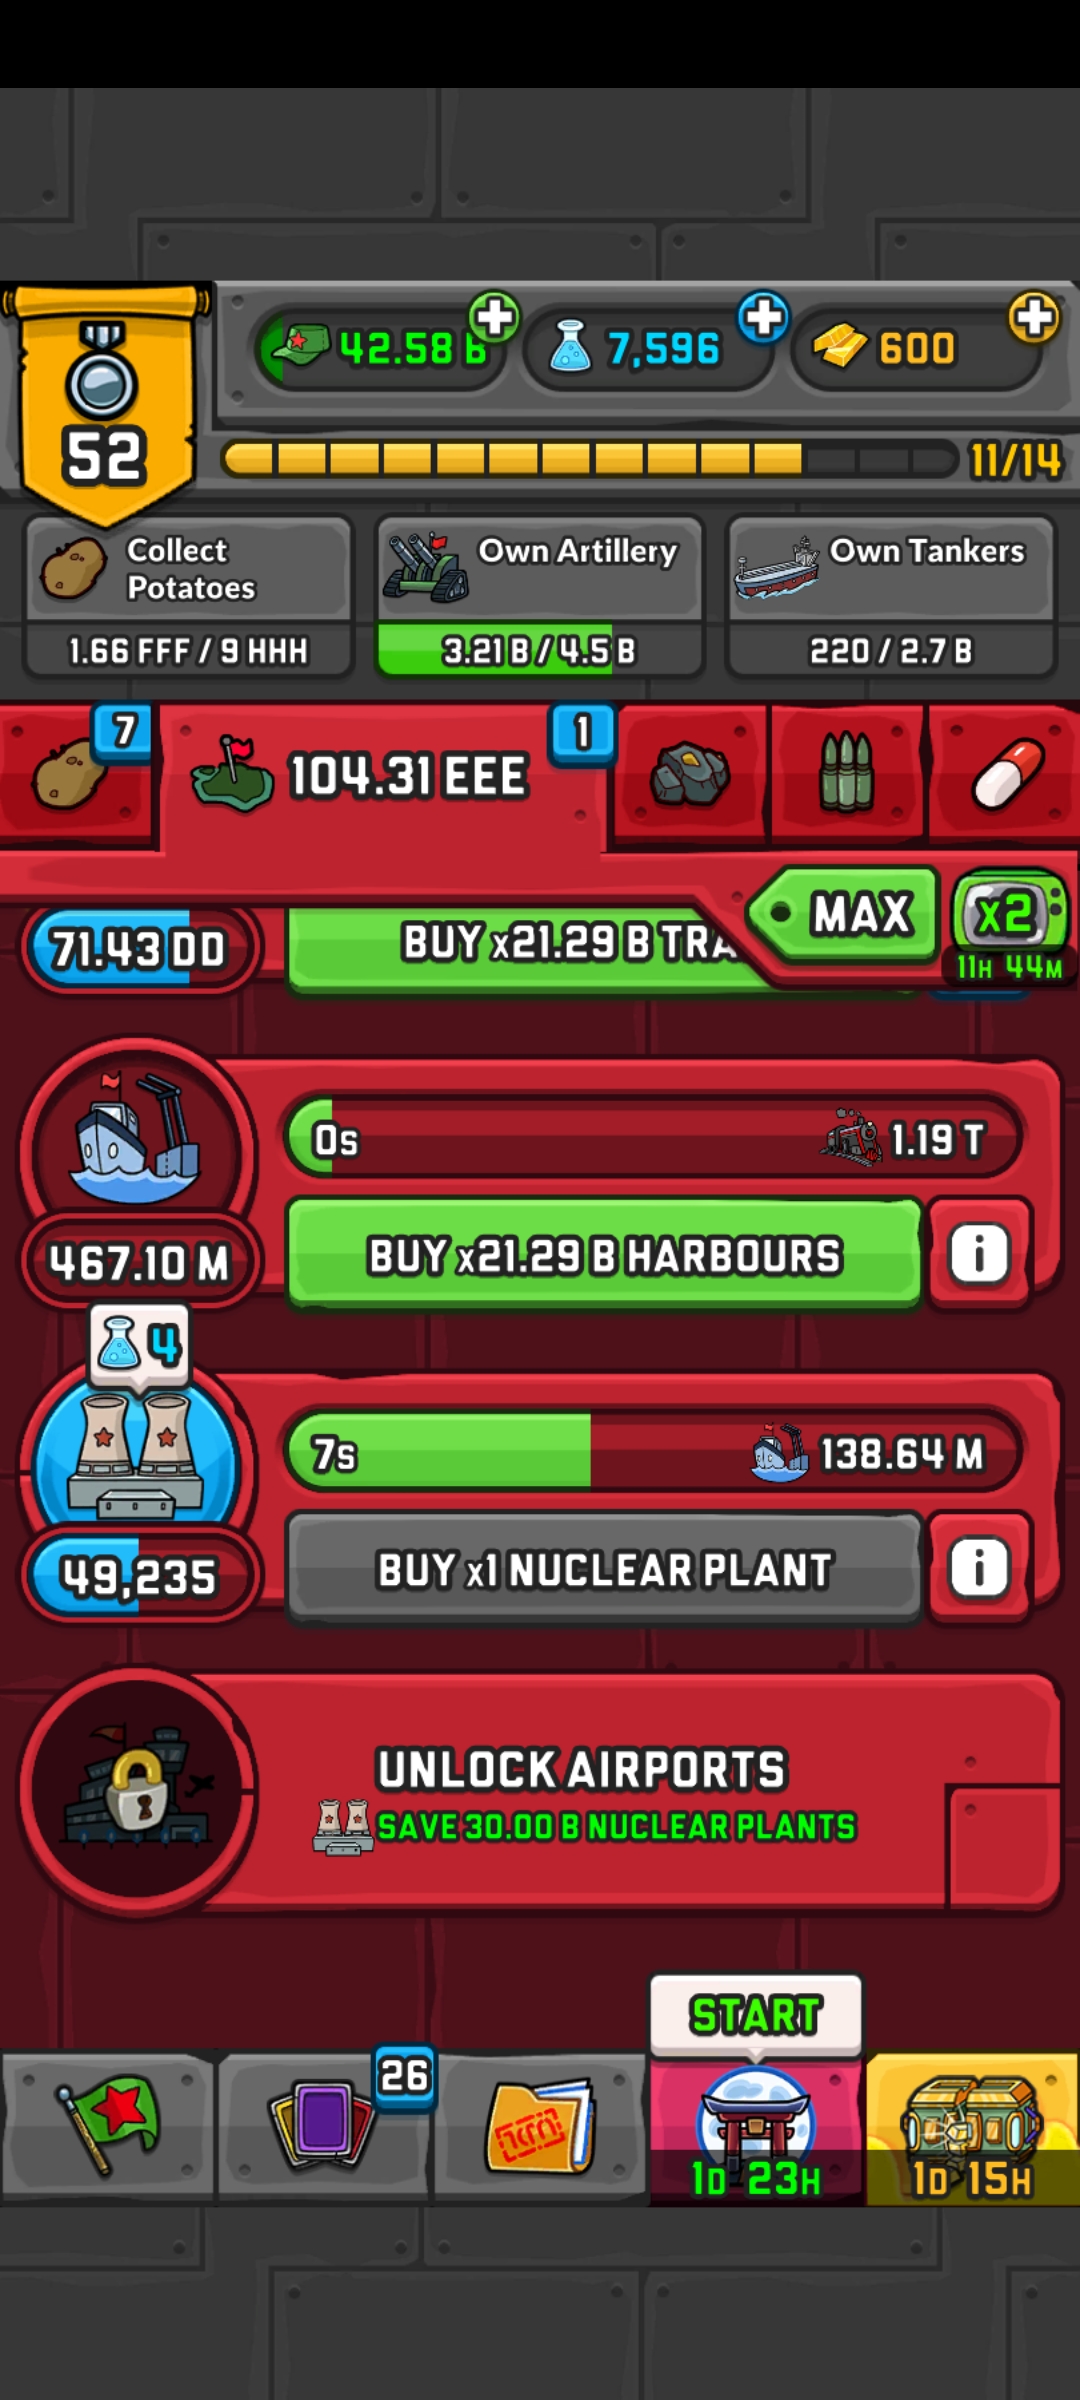 42.58 B
7,596
600
52
11/14
Collect
Potatoes
Own Artillery
Own Tankers
1.66 FFF / 9 HHH
3.21 B / 4.5 B
220 / 2.7 B
7
104.31 EEE
1
MAX
x2
11H 44M
71.43 DD
BUY x21.29 B TRA
0s
1.19 T
467.10 M
BUY x21.29 B HARBOURS
i
4
7s
138.64 M
49,235
BUY x1 NUCLEAR PLANT
i
UNLOCK AIRPORTS
SAVE 30.00 B NUCLEAR PLANTS
START
26
1D 23H
1D 15H